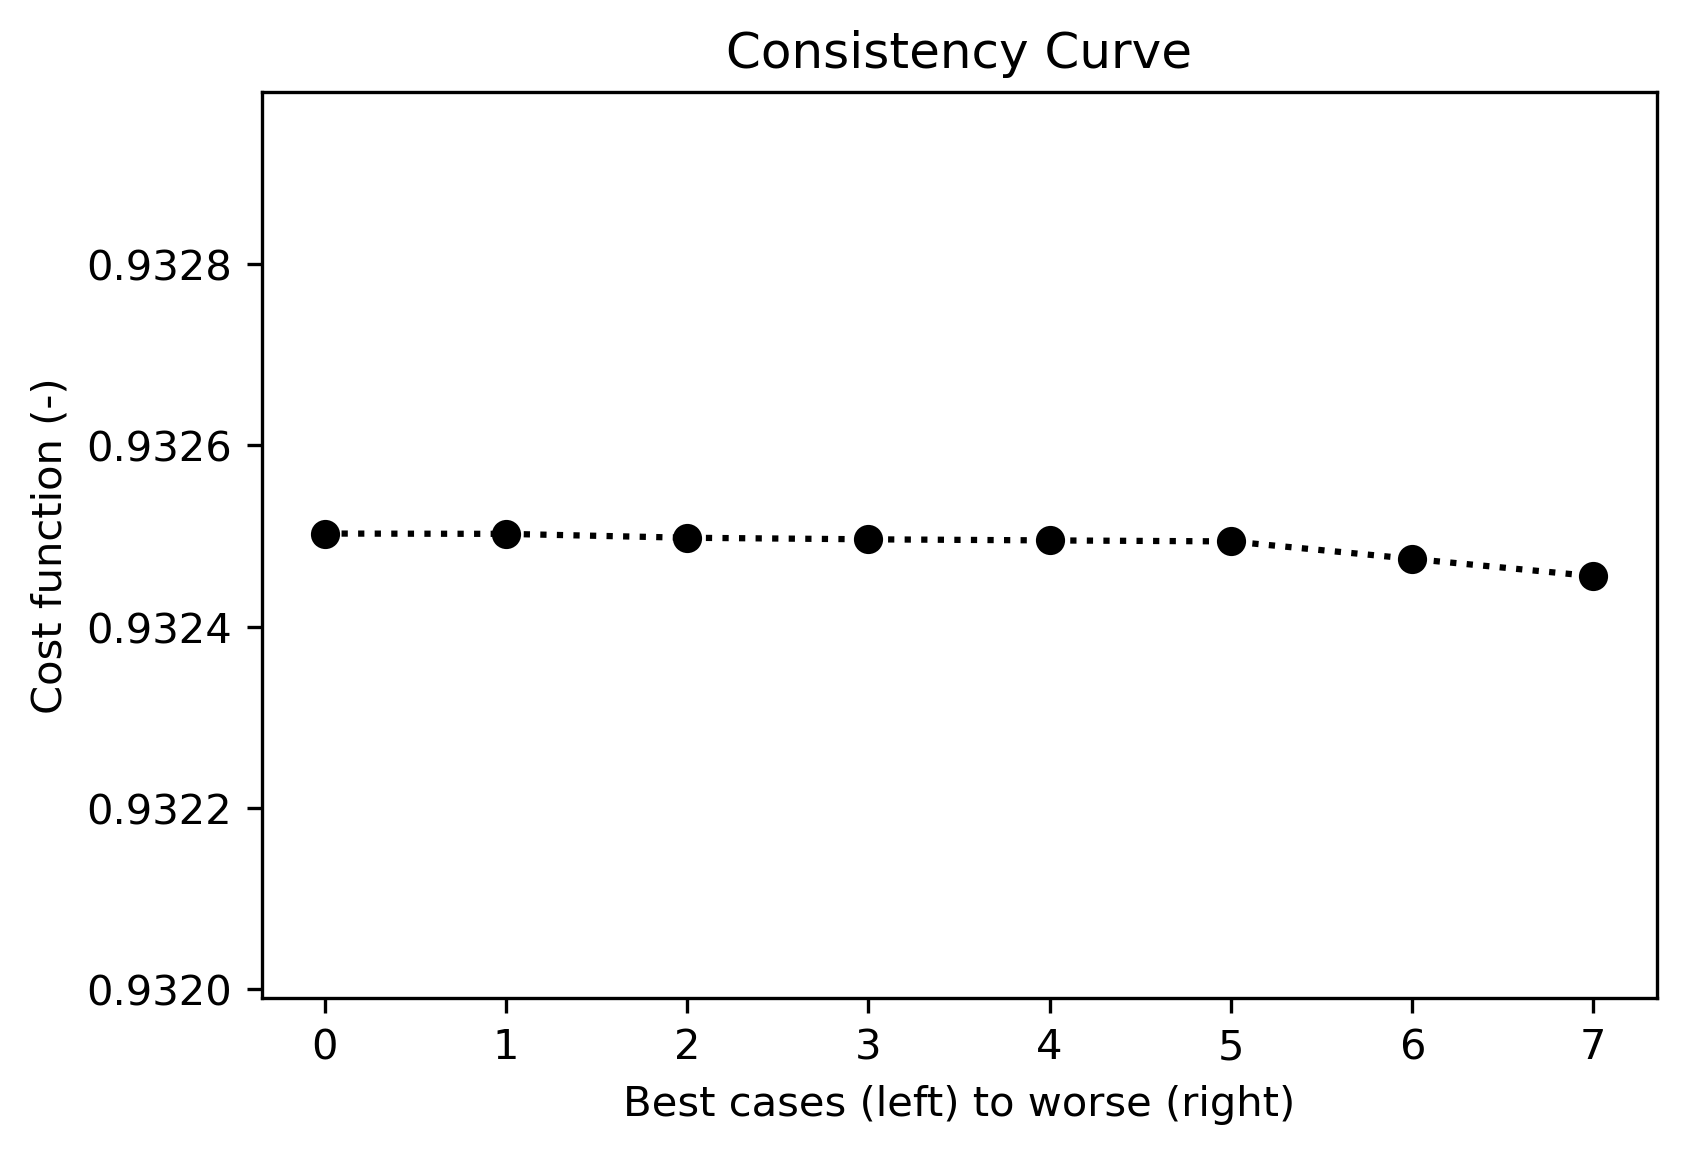 Consistency Curve
Cost function (-)
0.9328
0.9326
0.9324
0.9322
0.9320
0 1 2 3 4 5 6 7
Best cases (left) to worse (right)